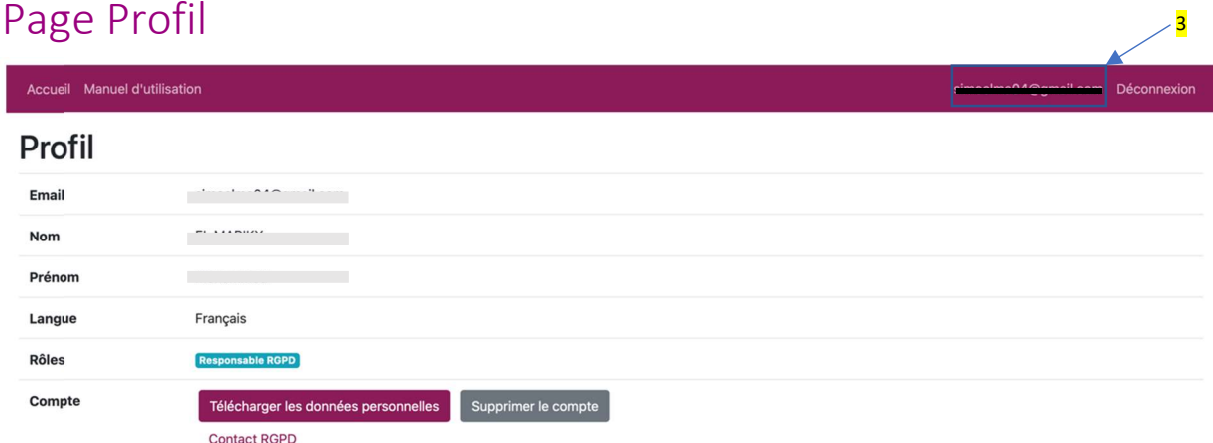 Page Profil
3
Accueil Manuel d'utilisation Déconnexion
Profil
Email
Nom
Prénom
Langue Français
Rôles Responsable RGPD
Compte Télécharger les données personnelles Supprimer le compte
Contact RGPD